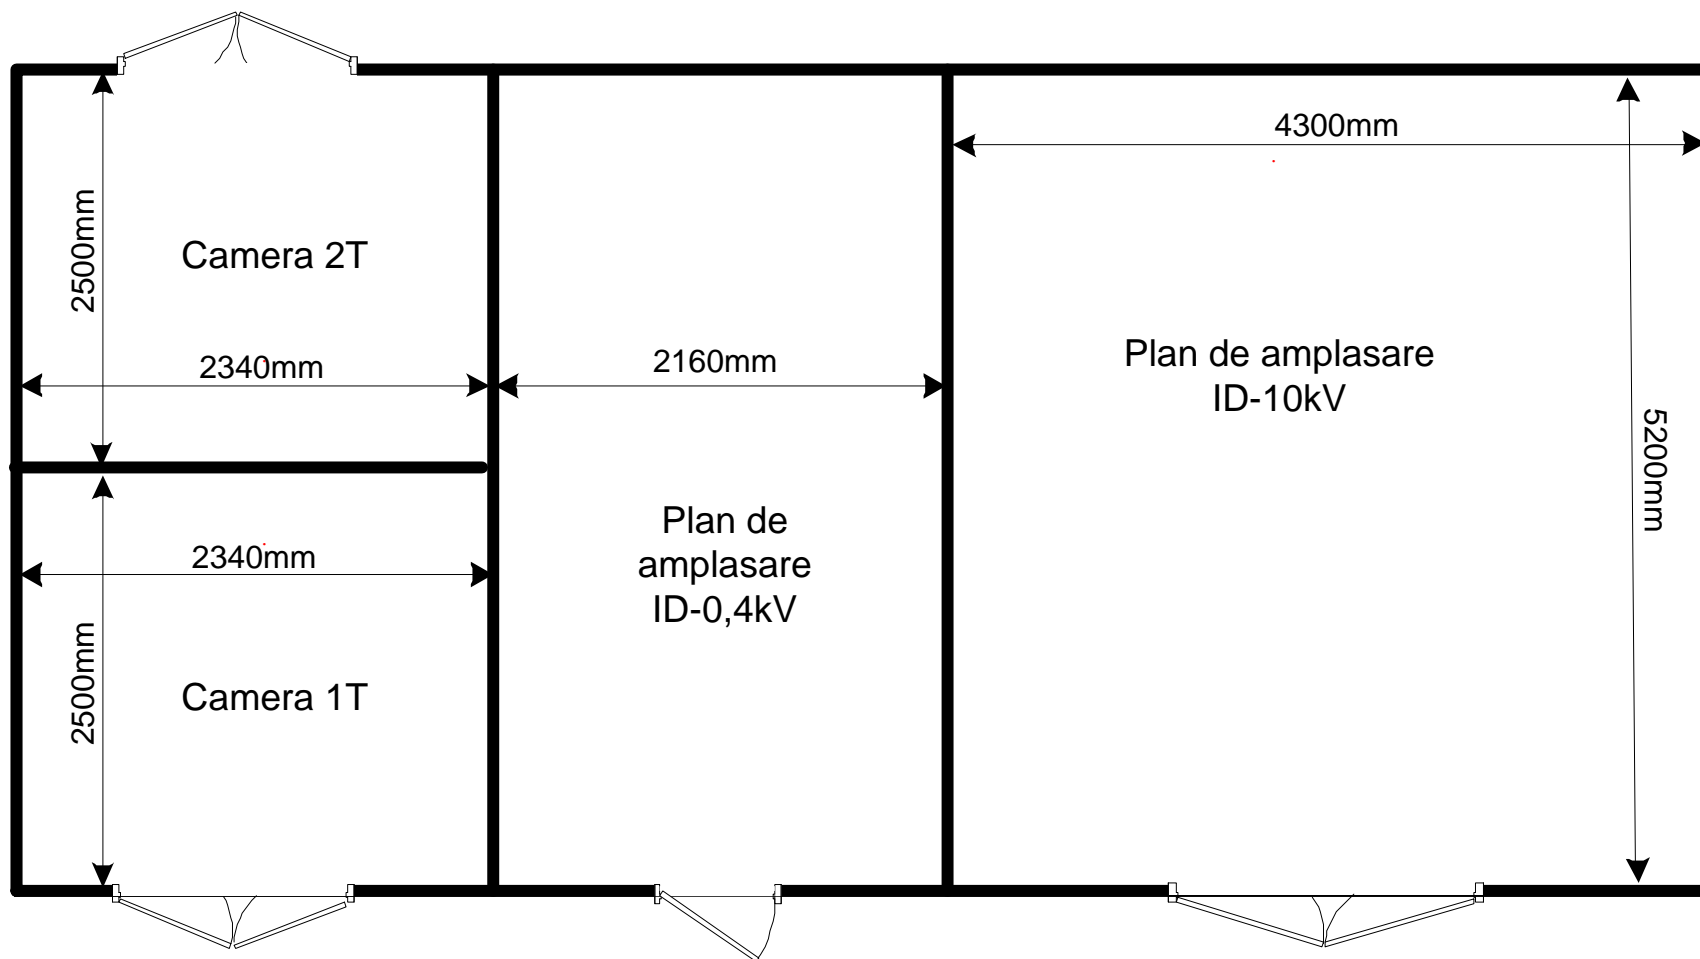 4300mm
2500mm
Camera 2T
2340mm
2160mm
Plan de amplasare
ID-10kV
5200mm
Plan de
amplasare
ID-0,4kV
2340mm
2500mm
Camera 1T